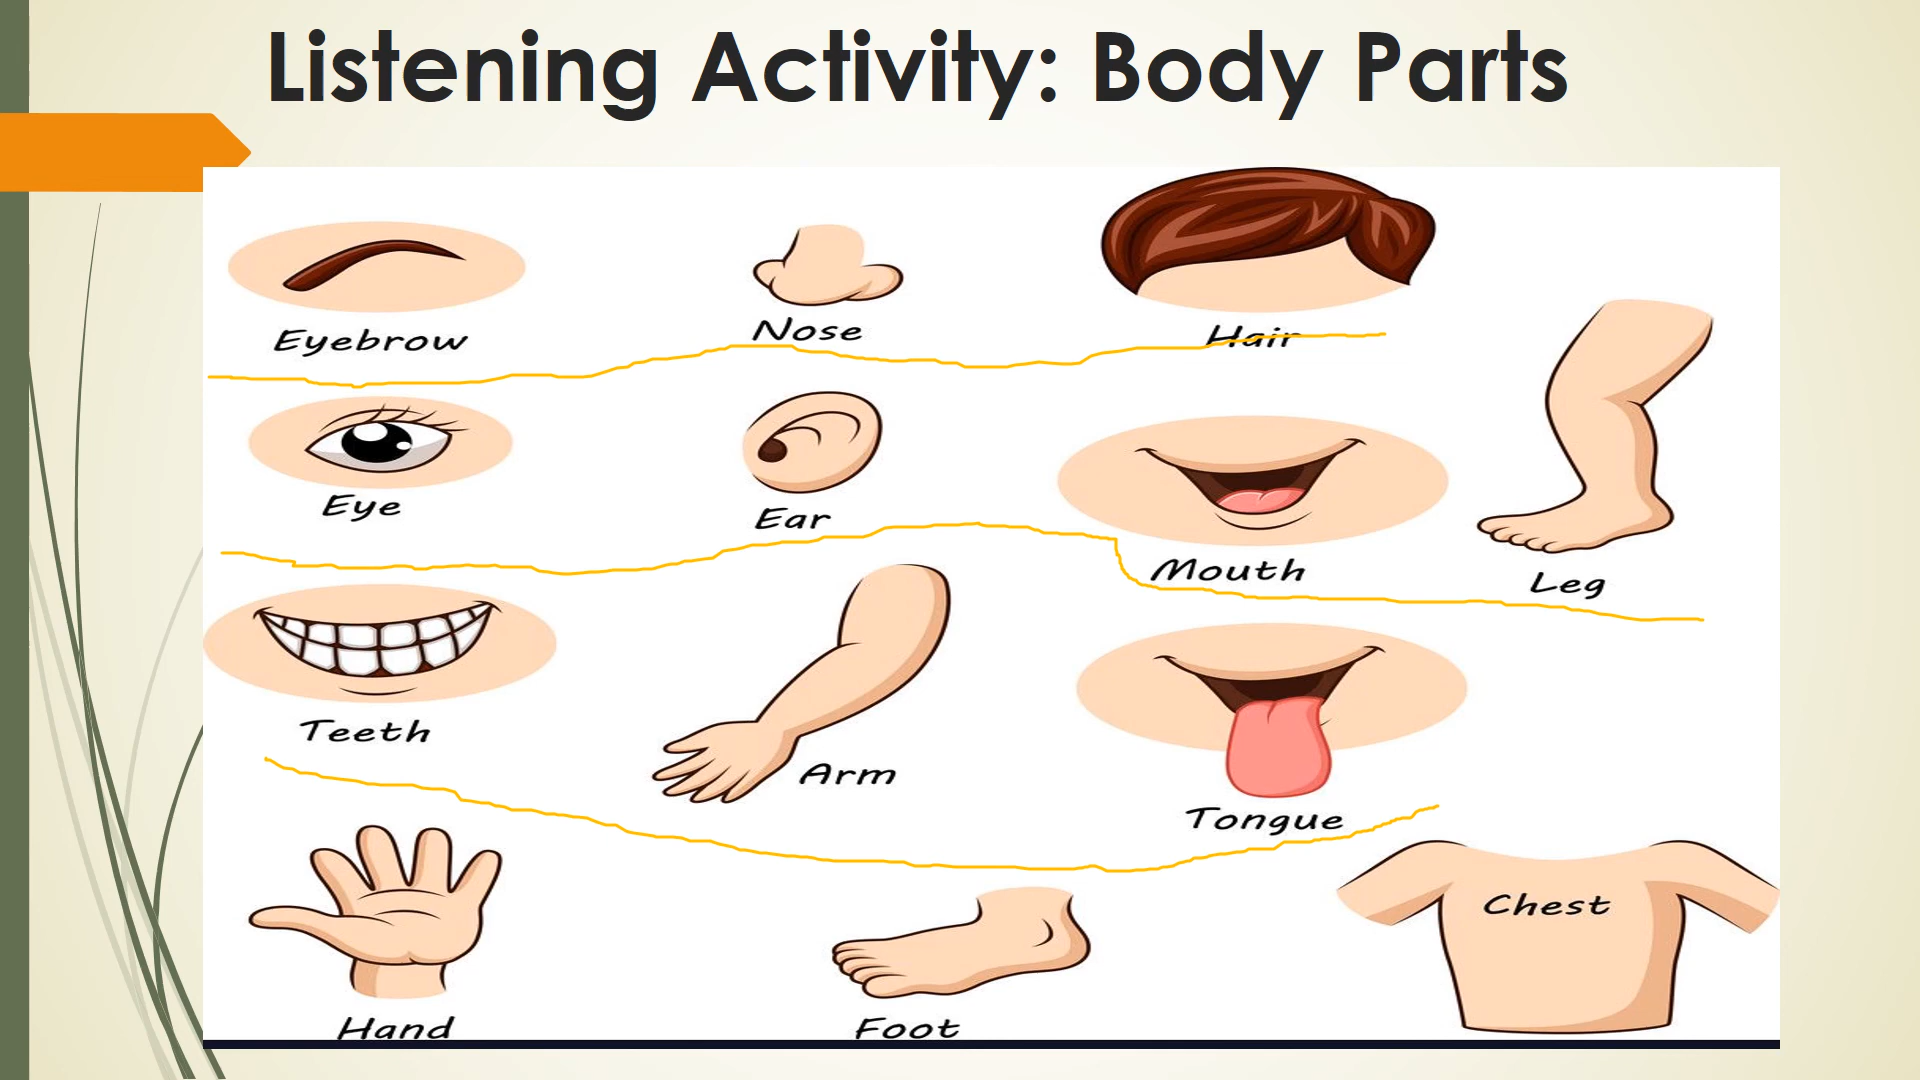 Listening Activity: Body Parts
Eyebrow
Nose
Hair
Eye
Ear
Mouth
Leg
Teeth
Arm
Tongue
Chest
Hand
Foot